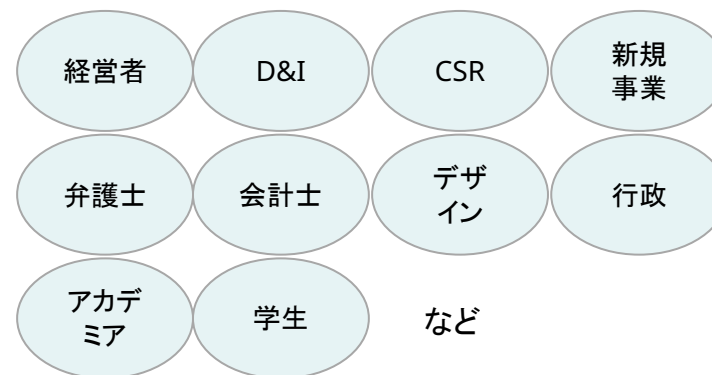 経営者
D&I
CSR
新規
事業
弁護士
会計士
デザ
イン
行政
アカデ
ミア
学生
など